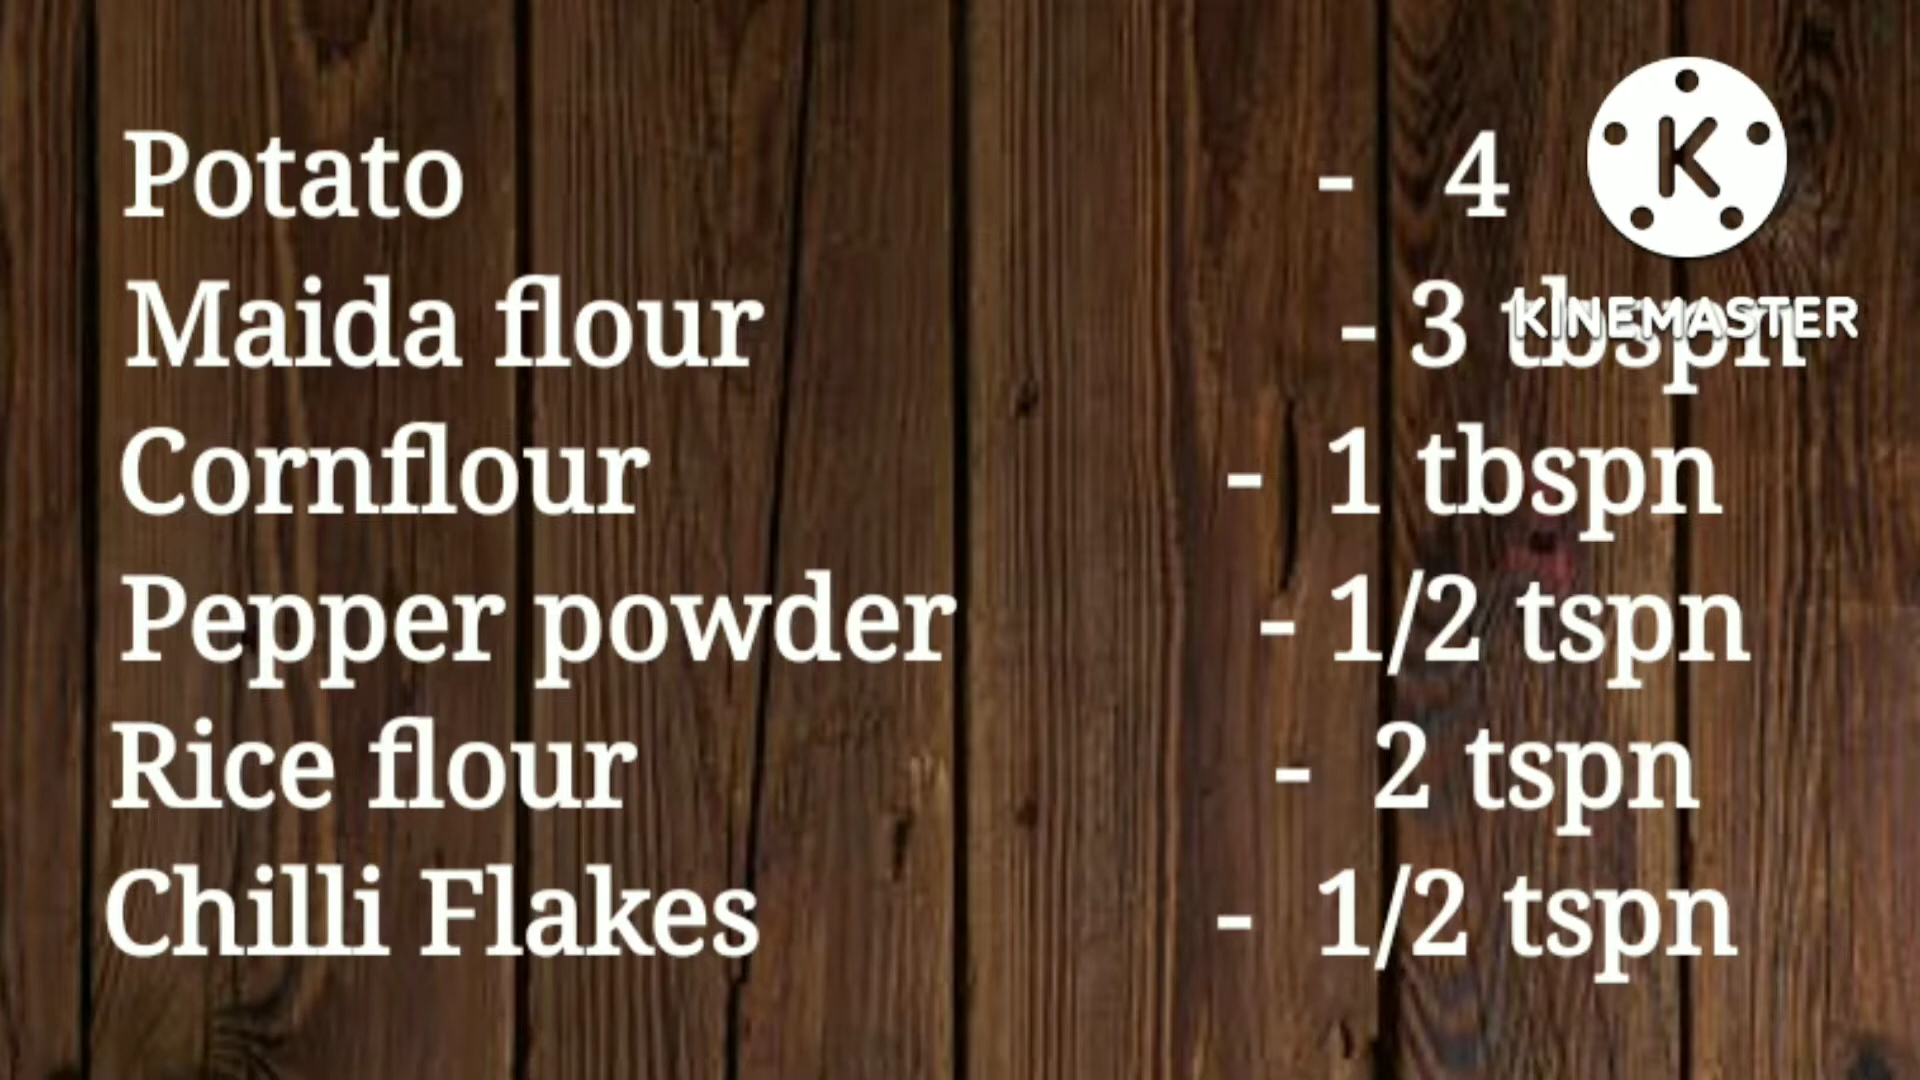 Potato - 4
Maida flour - 3 tbspn
Cornflour - 1 tbspn
Pepper powder - 1/2 tspn
Rice flour - 2 tspn
Chilli Flakes - 1/2 tspn
K
KINEMASTER